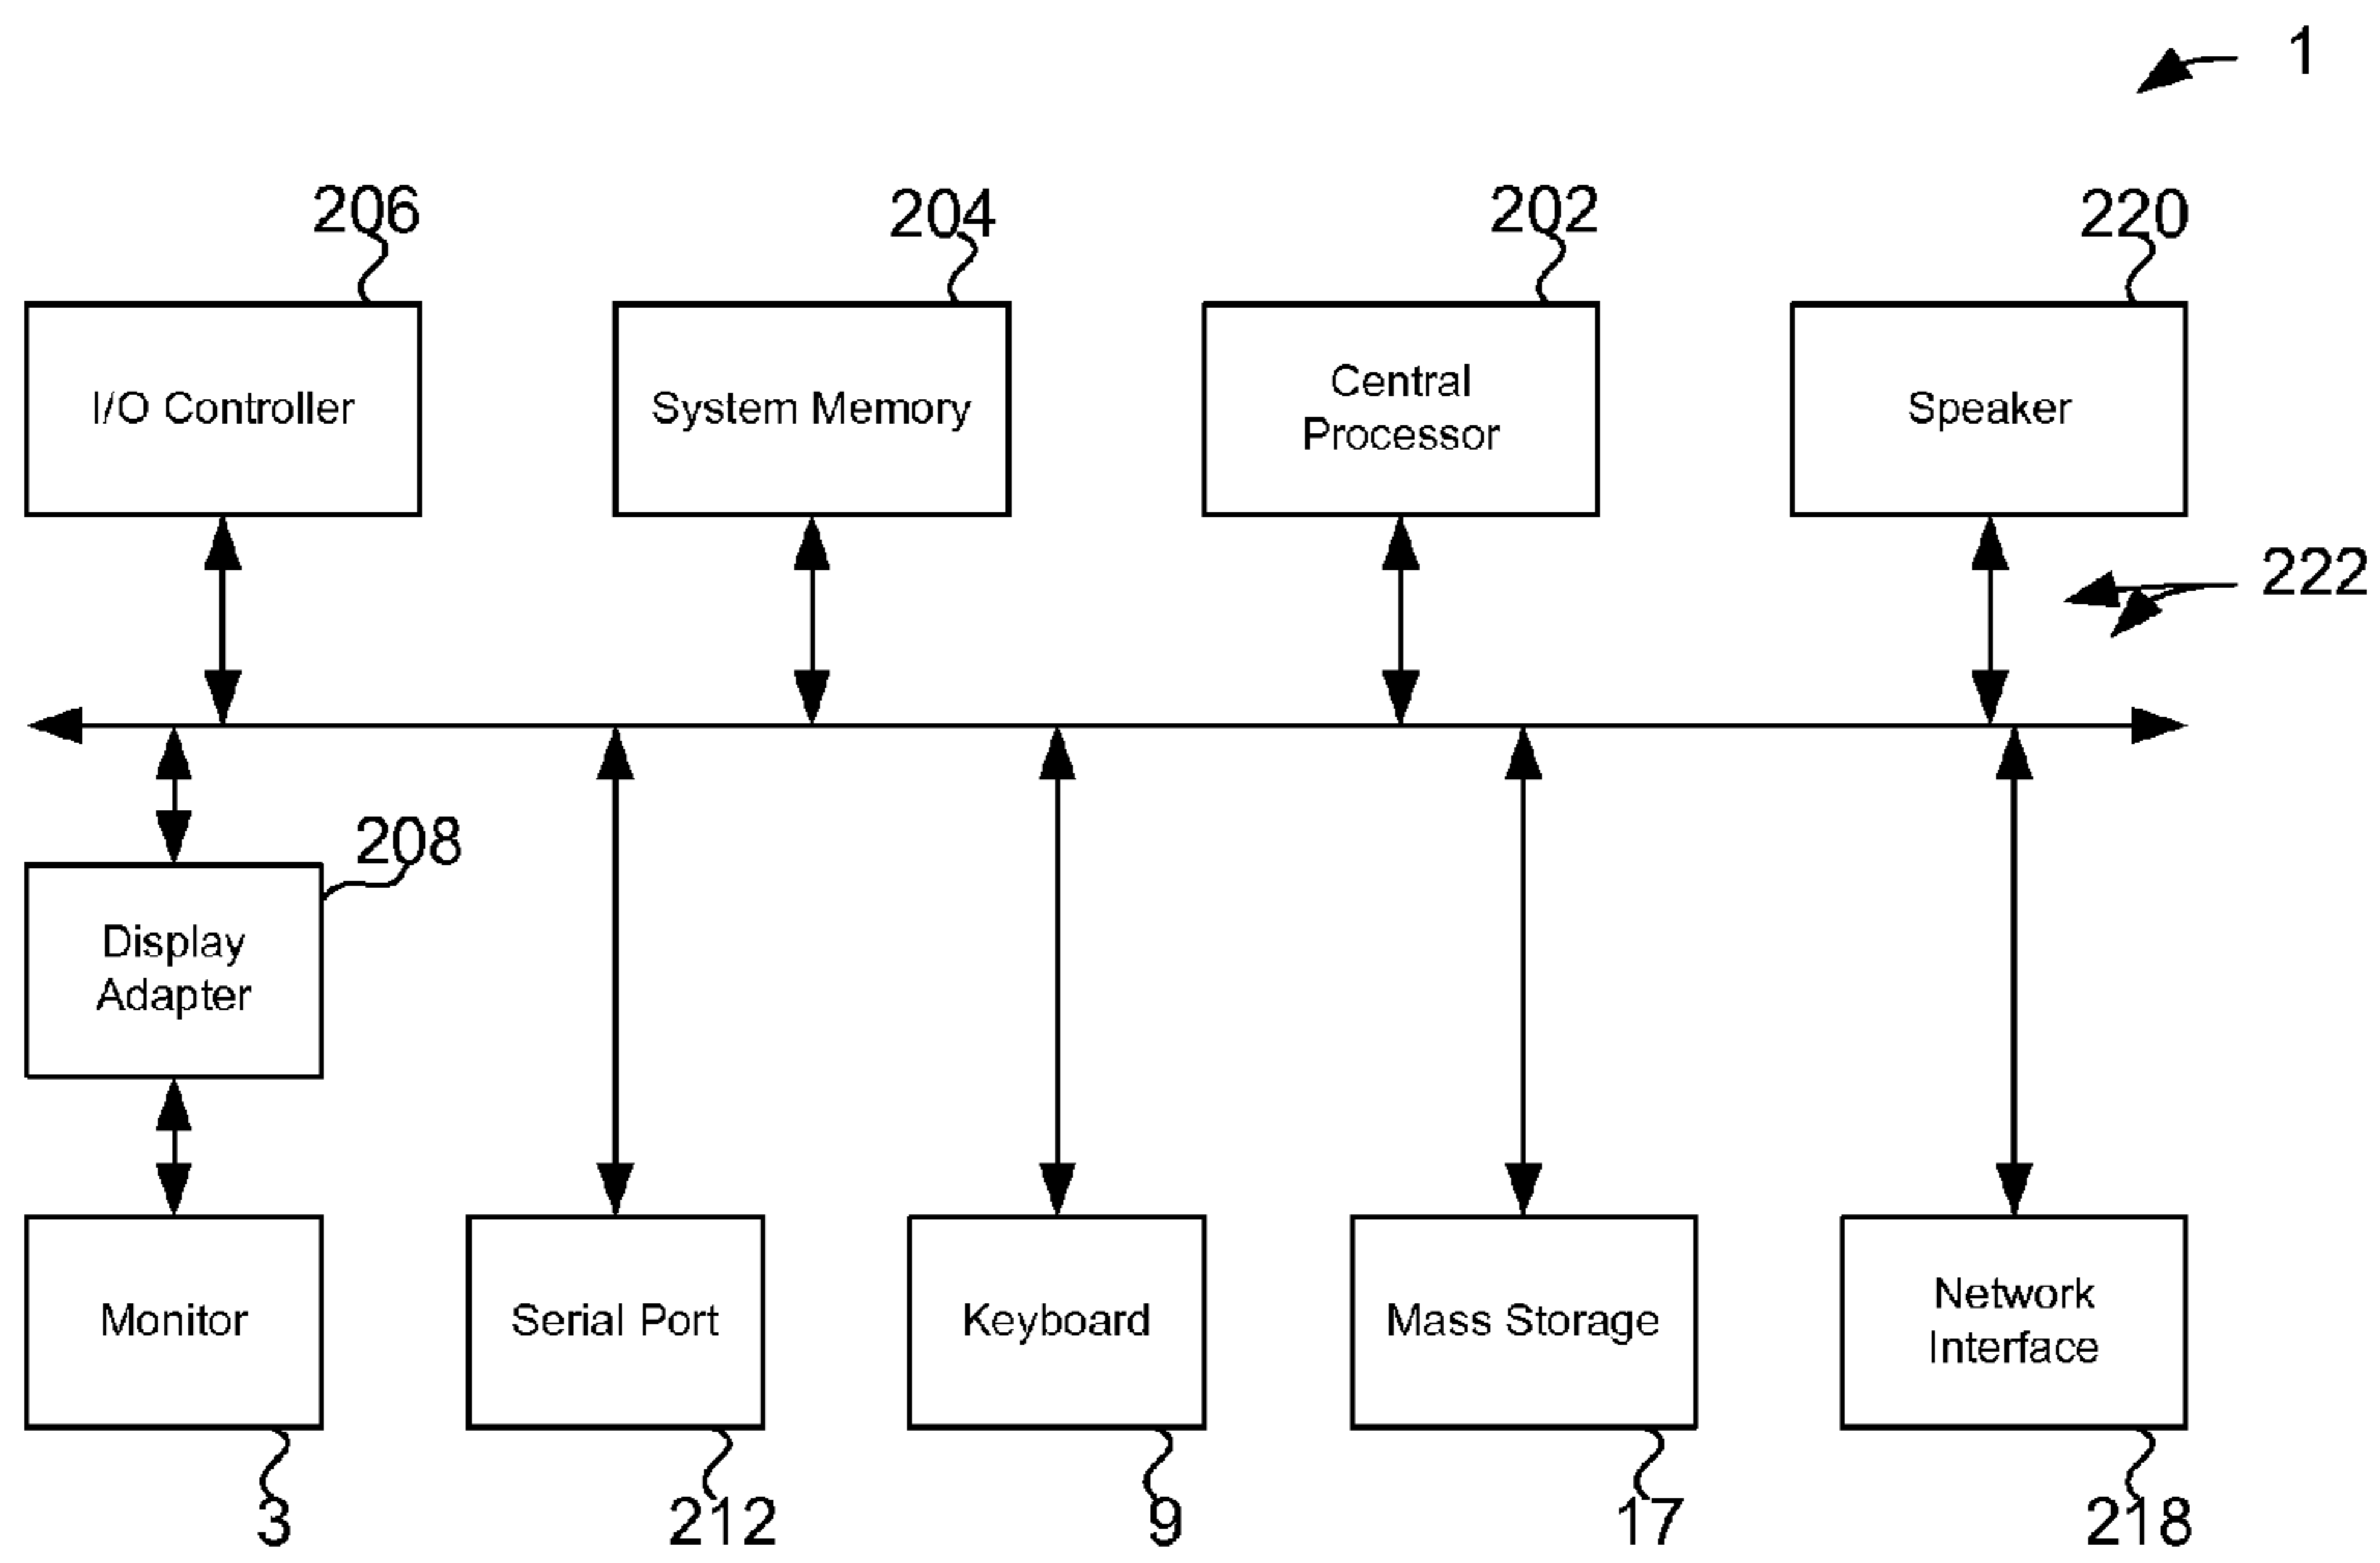 1
206
204
202
220
I/O Controller
System Memory
Central
Processor
Speaker
222
208
Display
Adapter
Monitor
Serial Port
Keyboard
Mass Storage
Network
Interface
3
212
9
17
218